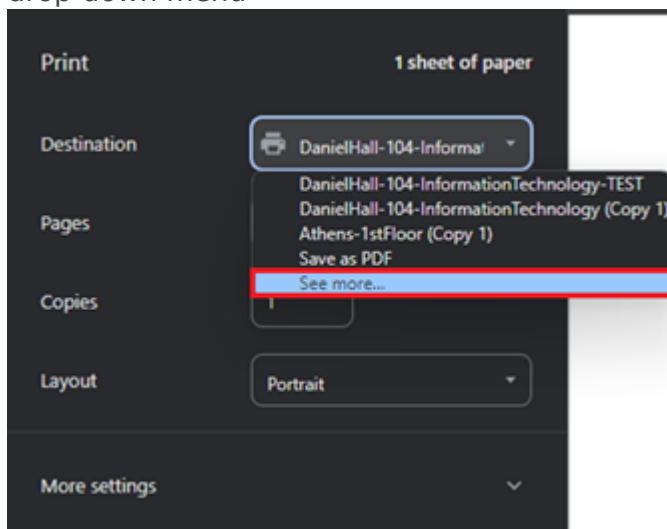 drop-down menu
Print 1 sheet of paper
Destination DanielHall-104-Informat
DanielHall-104-InformationTechnology-TEST
DanielHall-104-InformationTechnology (Copy 1)
Pages
Athens-1stFloor (Copy 1)
Save as PDF
See more...
Copies 1
Layout Portrait
More settings